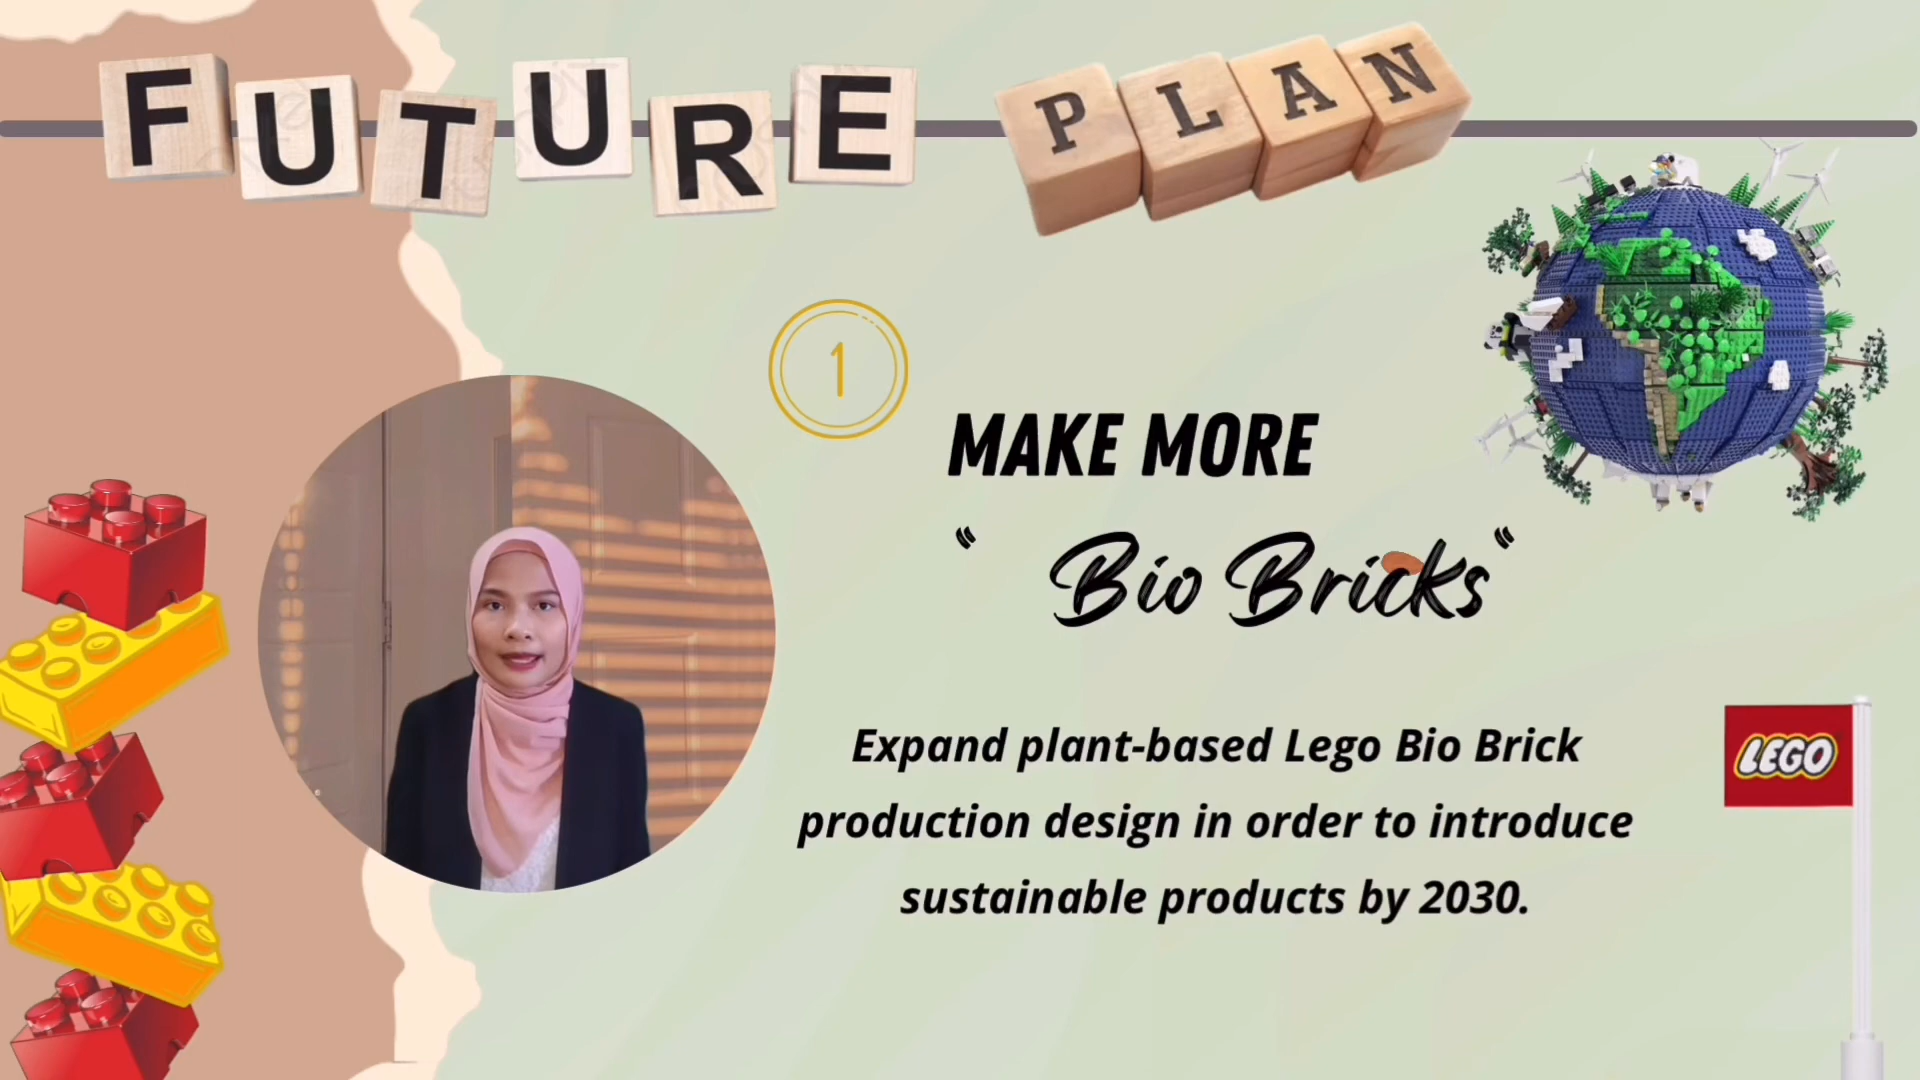 FUTURE PLAN
1
MAKE MORE
“ Bio Bricks “
Expand plant-based Lego Bio Brick
production design in order to introduce
sustainable products by 2030.
LEGO